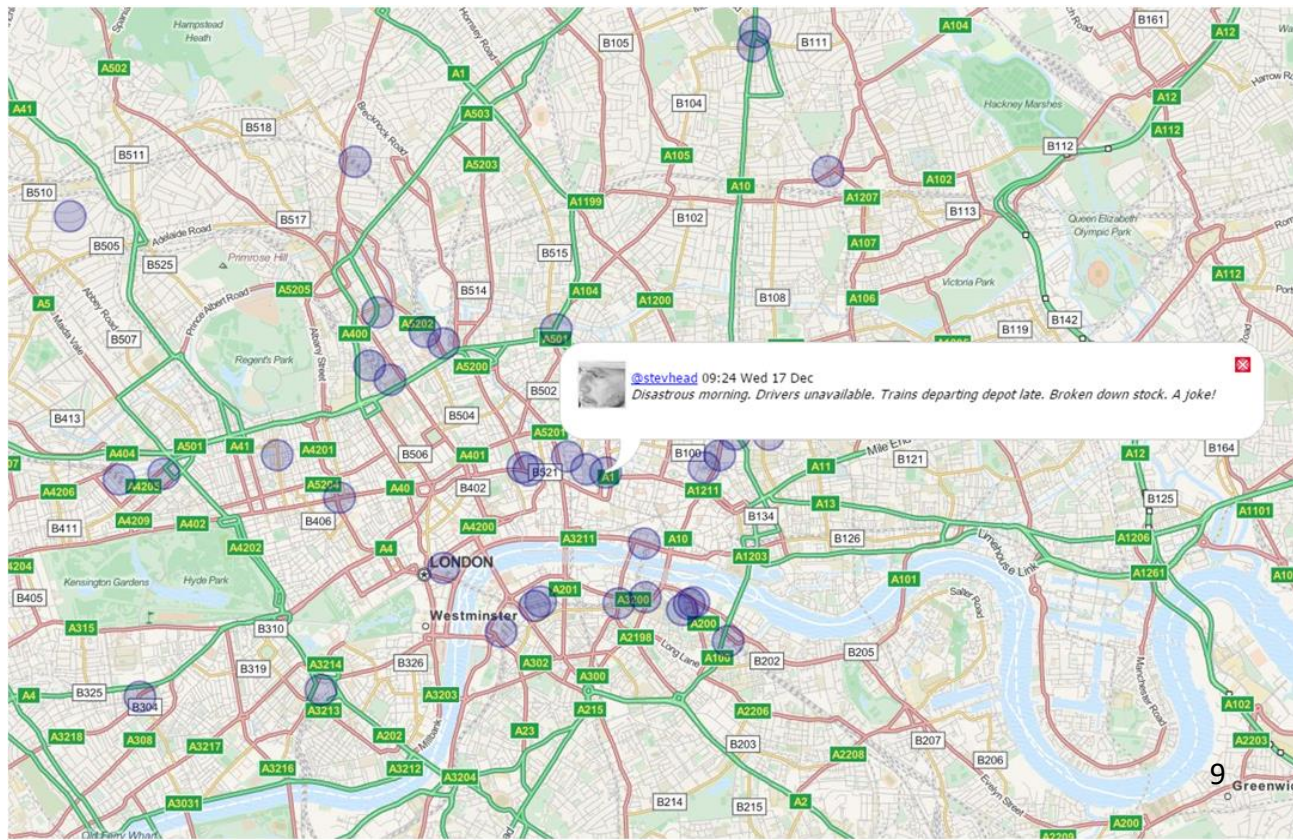 Hampstead
Heath
A502
A41
B518
B511
B510
B517
B505
B525
Adelaide Road
Primrose Hill
Prince Albert Road
Abbey Road
Maida Vale
A5
B507
Regent's Park
Albany Street
A5205
A400
Hornsey Road
A1
A503
Brecknock Road
A5203
B514
A5202
A5200
B105
B104
A105
A1199
B102
B515
A104
A1200
A501
B111
A10
A104
B161
A12
Hackney Marshes
B112
A12
A112
A102
A1207
B113
A107
A106
B108
Victoria Park
Queen Elizabeth
Olympic Park
A112
B119
B142
@stevhead 09:24 Wed 17 Dec
Disastrous morning. Drivers unavailable. Trains departing depot late. Broken down stock. A joke!
B413
A404
A501
A41
A4201
A4206
A4205
A5204
B411
A4209
A402
B406
A40
B506
B504
A401
B502
A5201
B402
B521
A1
B100
A1211
A11
Mile End
B121
A12
B164
A13
B125
A1101
A4202
A4
A4200
A3211
A10
B134
A1203
B126
Limehouse Link
A1206
A1261
A4204
Kensington Gardens
Hyde Park
B405
LONDON
Westminster
A201
A3200
A200
A101
Salter Road
A315
B310
B319
B326
A3214
A3213
A302
A2198
Long Lane
A100
B202
B205
Manchester Road
A4
B325
B304
A308
A3218
A3217
A202
A3203
Millbank
A300
A215
A23
A2206
B203
A2208
B207
B206
A102
A2203
A3216
A3212
A3204
A3031
B214
B215
A2
Evelyn Street
A200
A2209
9
Greenwic